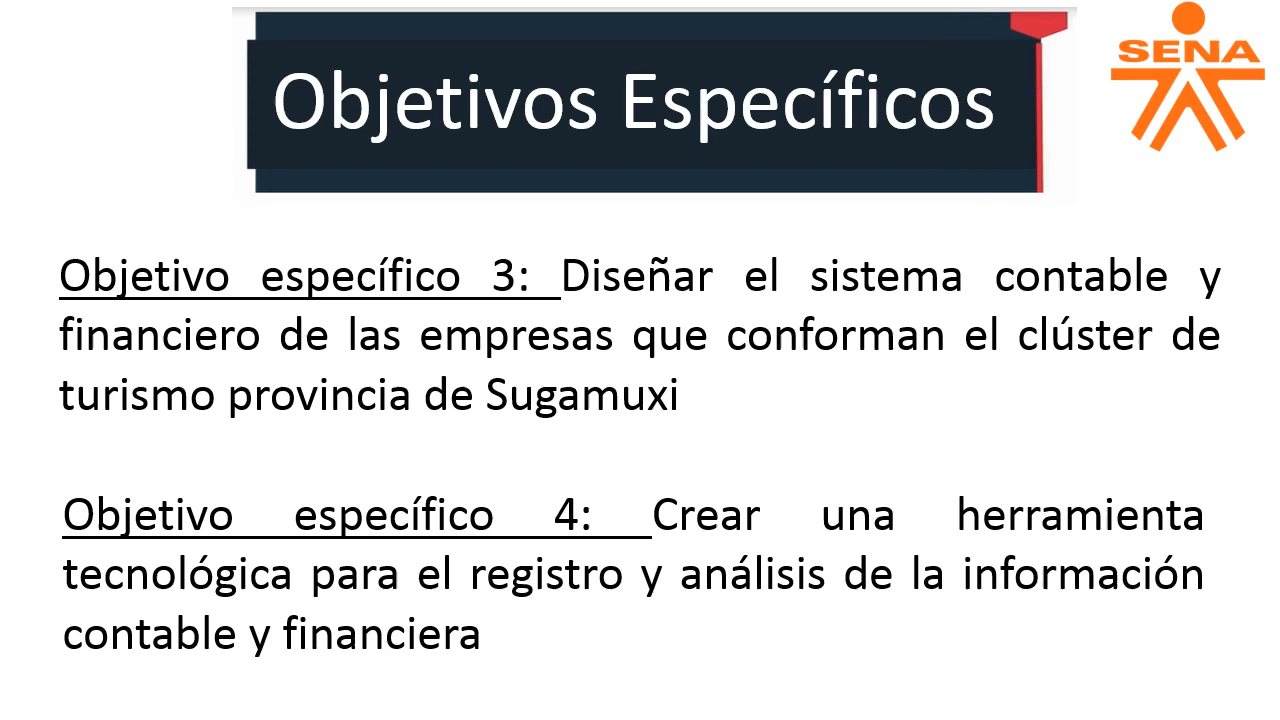 Objetivos Específicos
SENA
Objetivo específico 3: Diseñar el sistema contable y
financiero de las empresas que conforman el clúster de
turismo provincia de Sugamuxi
Objetivo específico 4: Crear una herramienta
tecnológica para el registro y análisis de la información
contable y financiera